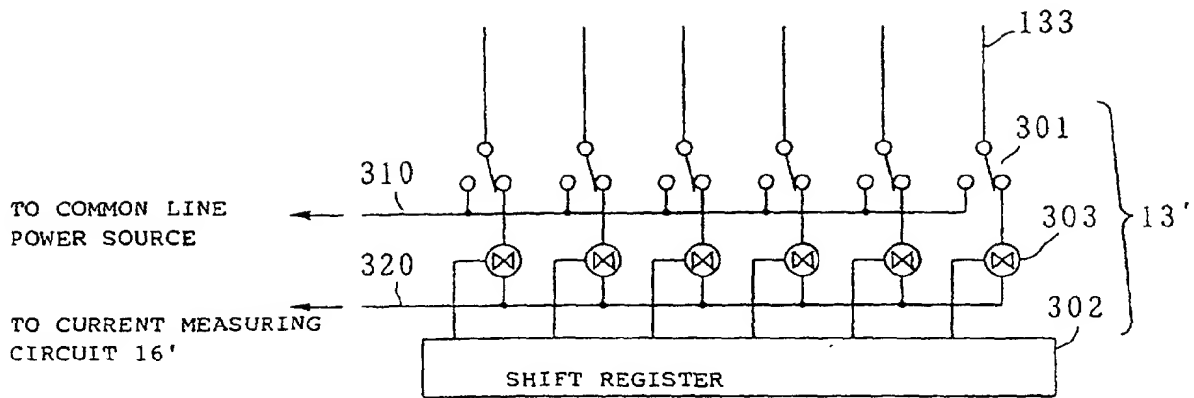 133
301
310
TO COMMON LINE
POWER SOURCE
13'
303
320
302
TO CURRENT MEASURING
CIRCUIT 16'
SHIFT REGISTER